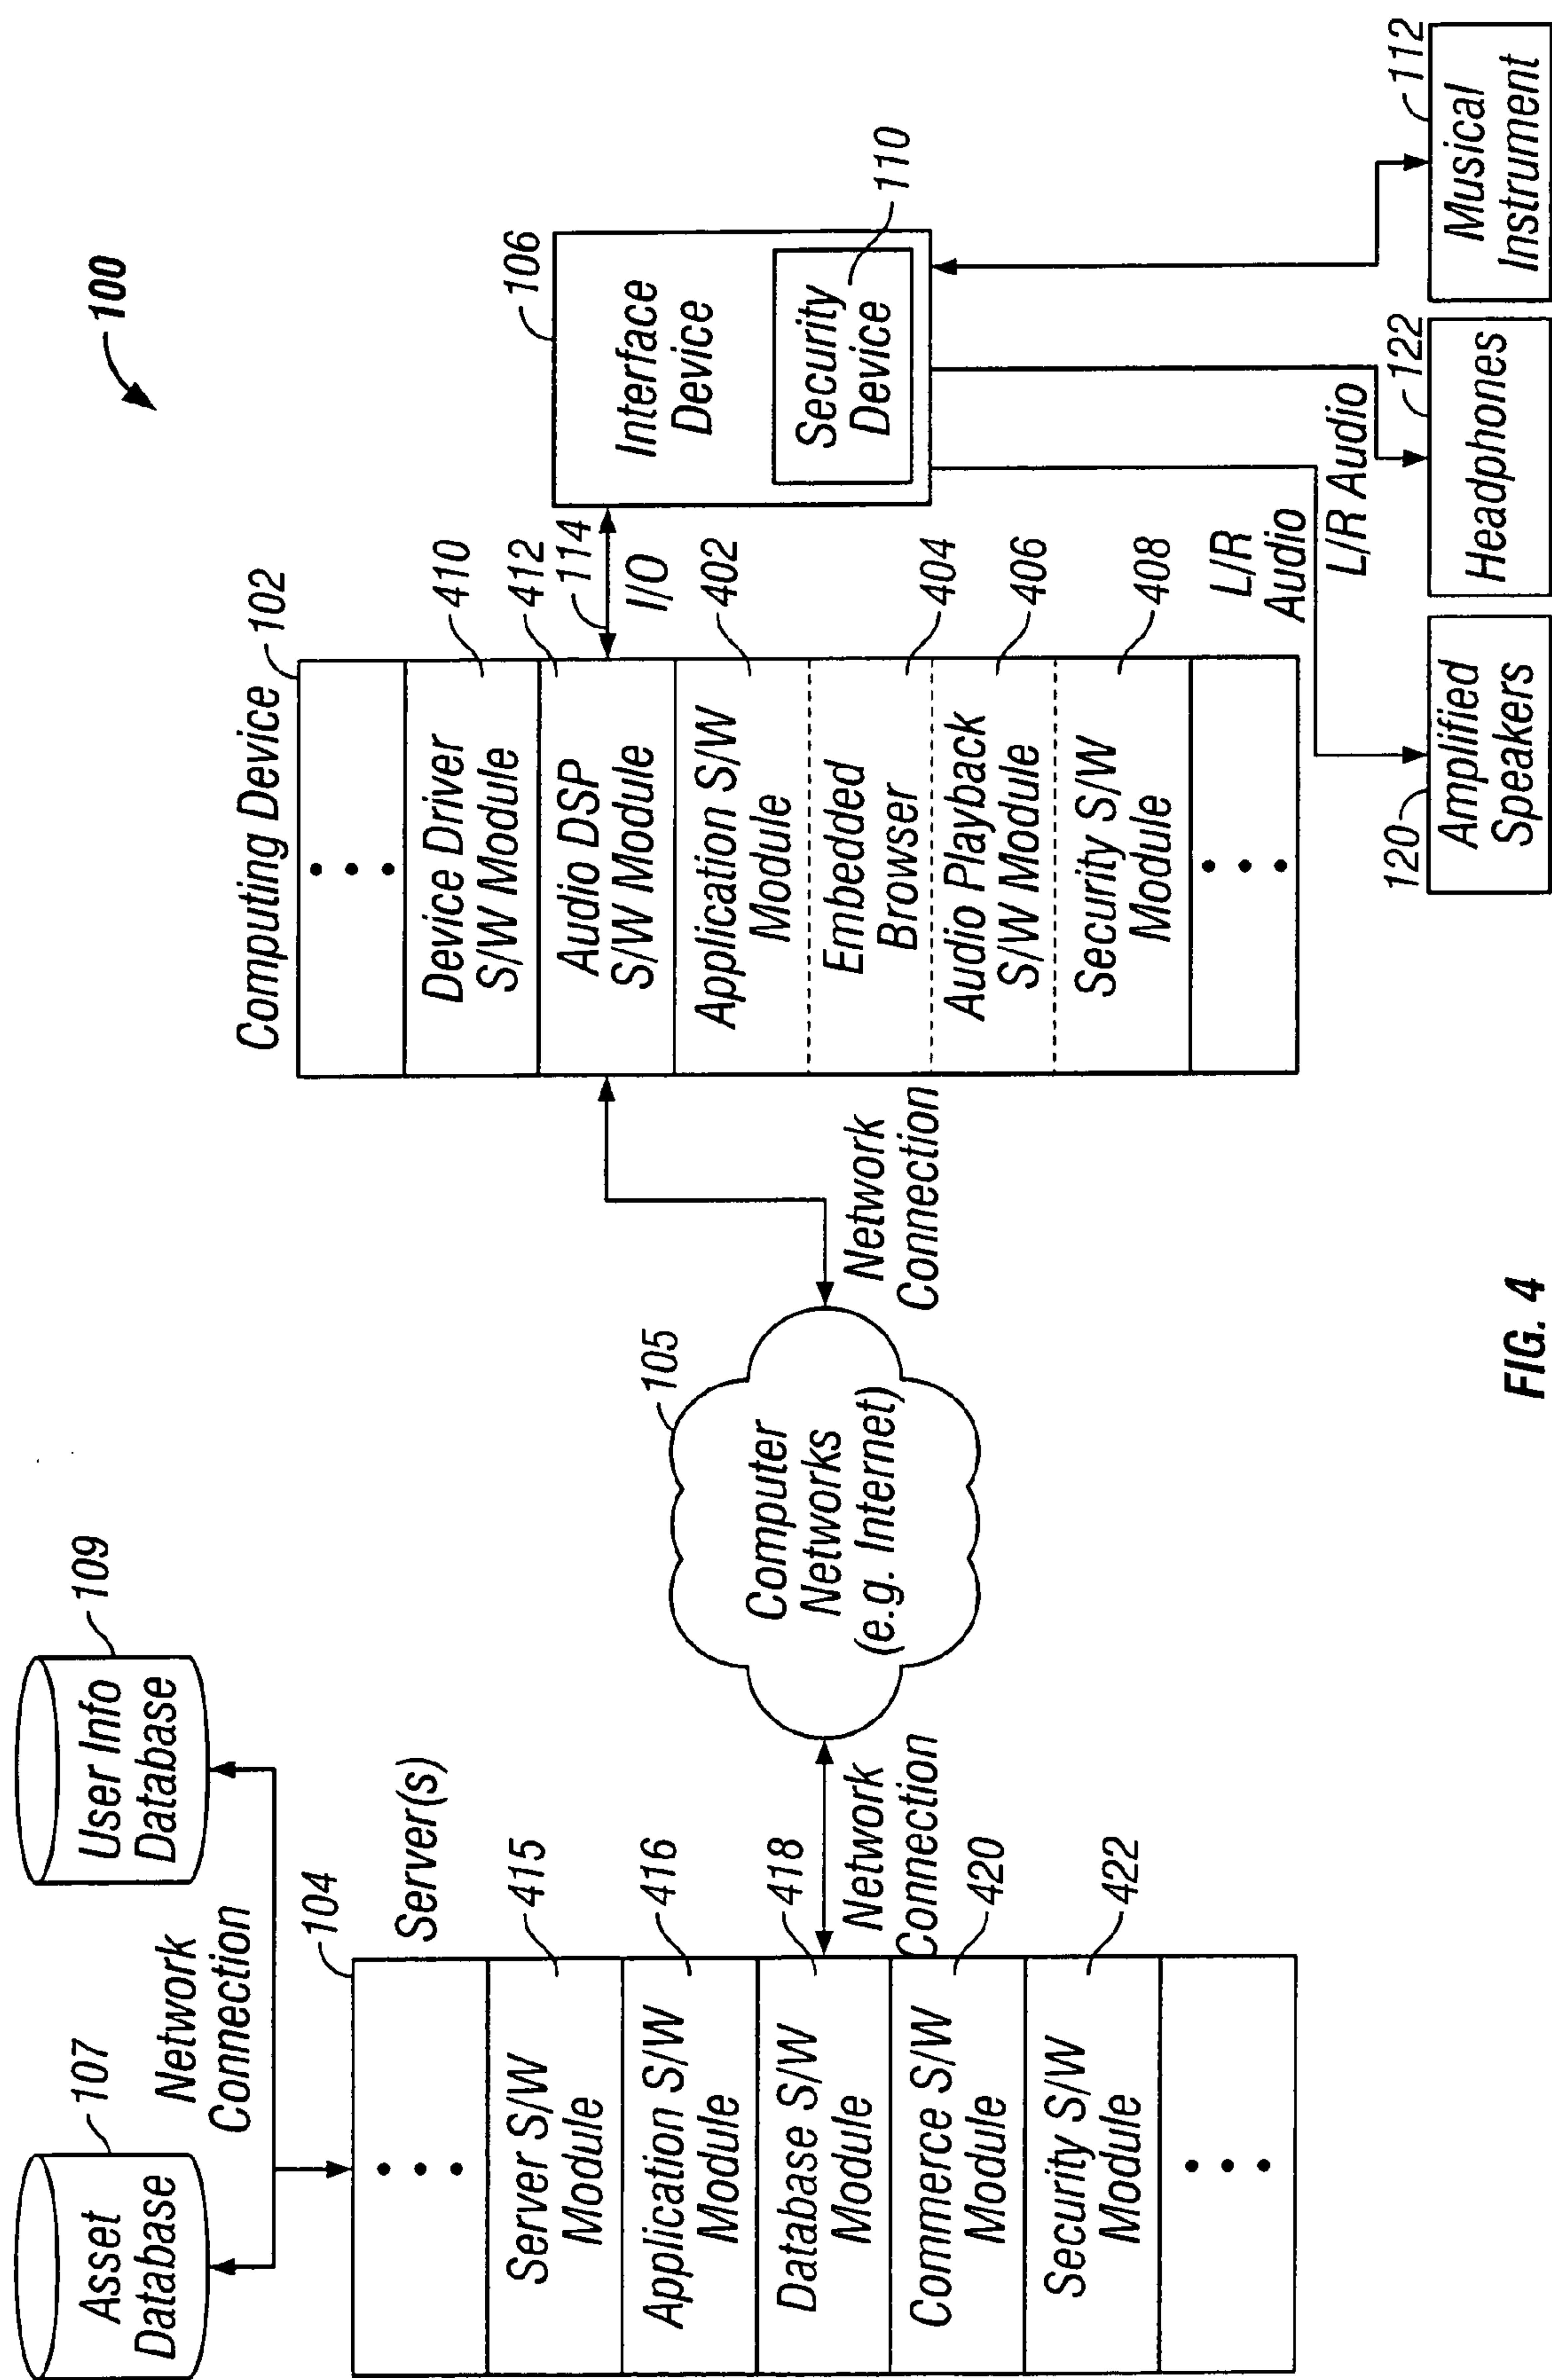 100
107
Asset
Database
Network
Connection
109
User Info
Database
104
Server(s)
Server S/W
Module
415
Application S/W
Module
416
Database S/W
Module
418
Commerce S/W
Module
420
Security S/W
Module
422
Network
Connection
105
Computer
Networks
(e.g. Internet)
Network
Connection
Computing Device
102
Device Driver
S/W Module
410
Audio DSP
S/W Module
412
Application S/W
Module
402
Embedded
Browser
404
Audio Playback
S/W Module
406
Security S/W
Module
408
114
I/O
106
Interface
Device
Security
Device
110
L/R
Audio
L/R Audio
120
Amplified
Speakers
122
Headphones
112
Musical
Instrument
FIG. 4